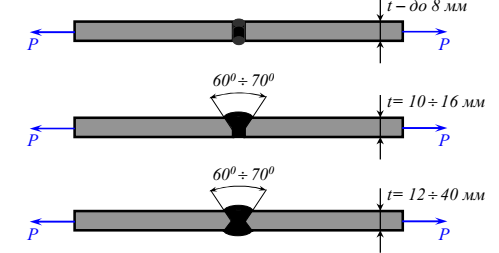 t – до 8 мм
P P
60⁰ ÷ 70⁰
t= 10 ÷ 16 мм
P P
60⁰ ÷ 70⁰
t= 12 ÷ 40 мм
P P